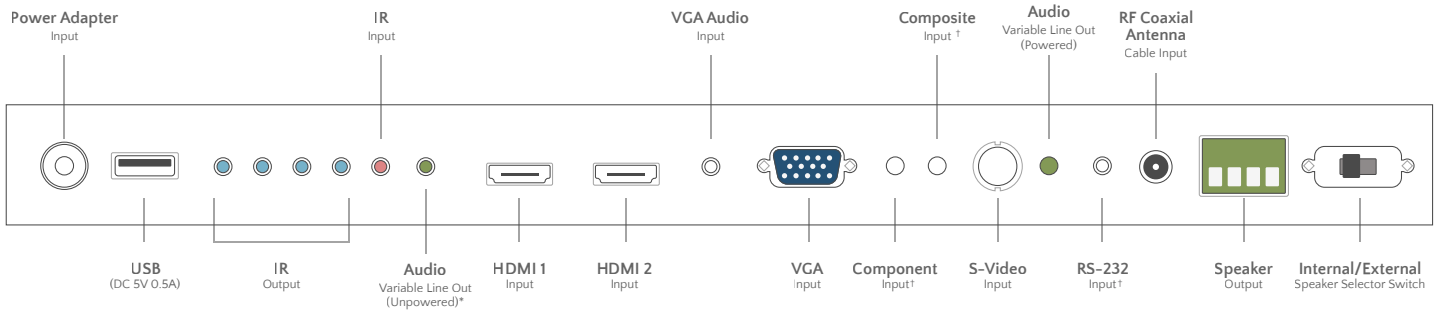 Power Adapter
Input
IR
Input
VGA Audio
Input
Composite
Input †
Audio
Variable Line Out
(Powered)
RF Coaxial
Antenna
Cable Input
USB
(DC 5V 0.5A)
IR
Output
Audio
Variable Line Out
(Unpowered)*
HDMI 1
Input
HDMI 2
Input
VGA
Input
Component
Input†
S-Video
Input
RS-232
Input†
Speaker
Output
Internal/External
Speaker Selector Switch